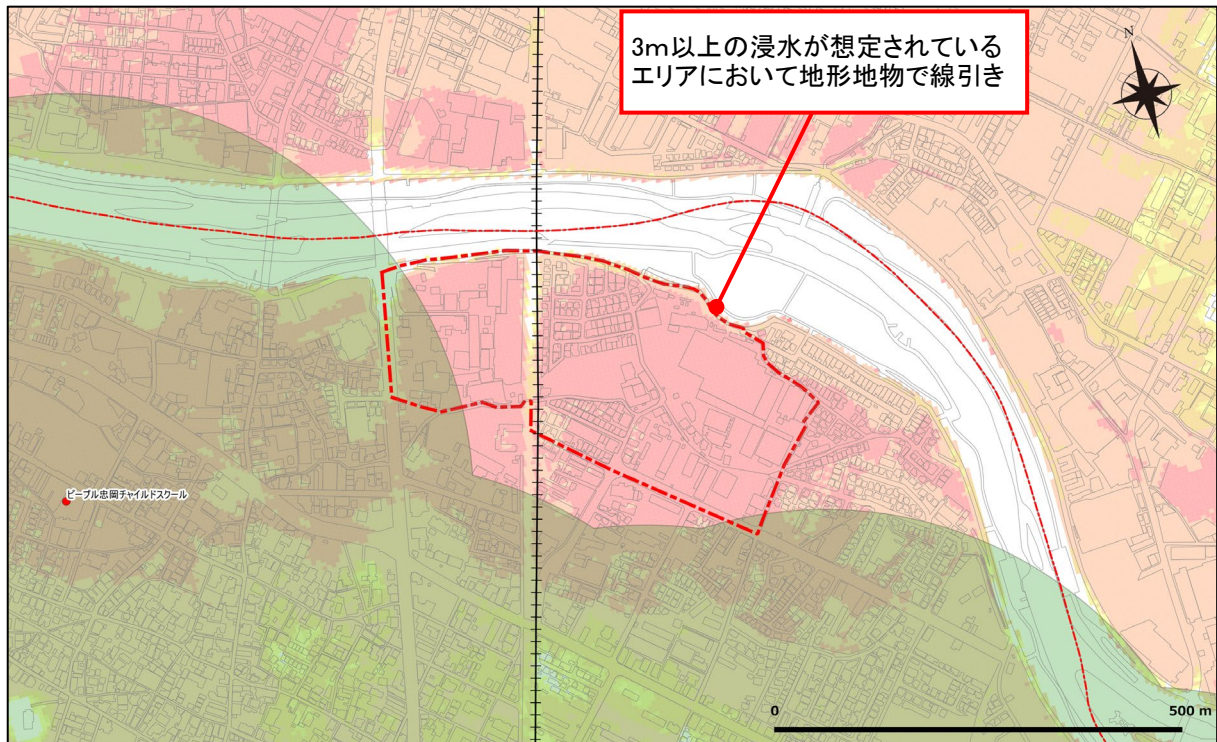 3m以上の浸水が想定されている
エリアにおいて地形地物で線引き
N
ピープル忠岡チャイルドスクール
0
500 m